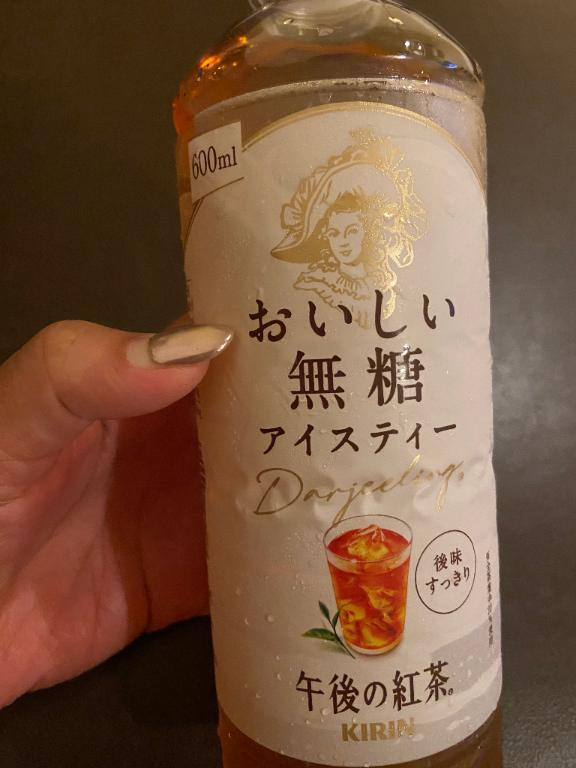 600ml
おいしい
無糖
アイスティー
Darjeeling
後味
すっきり
午後の紅茶。
KIRIN